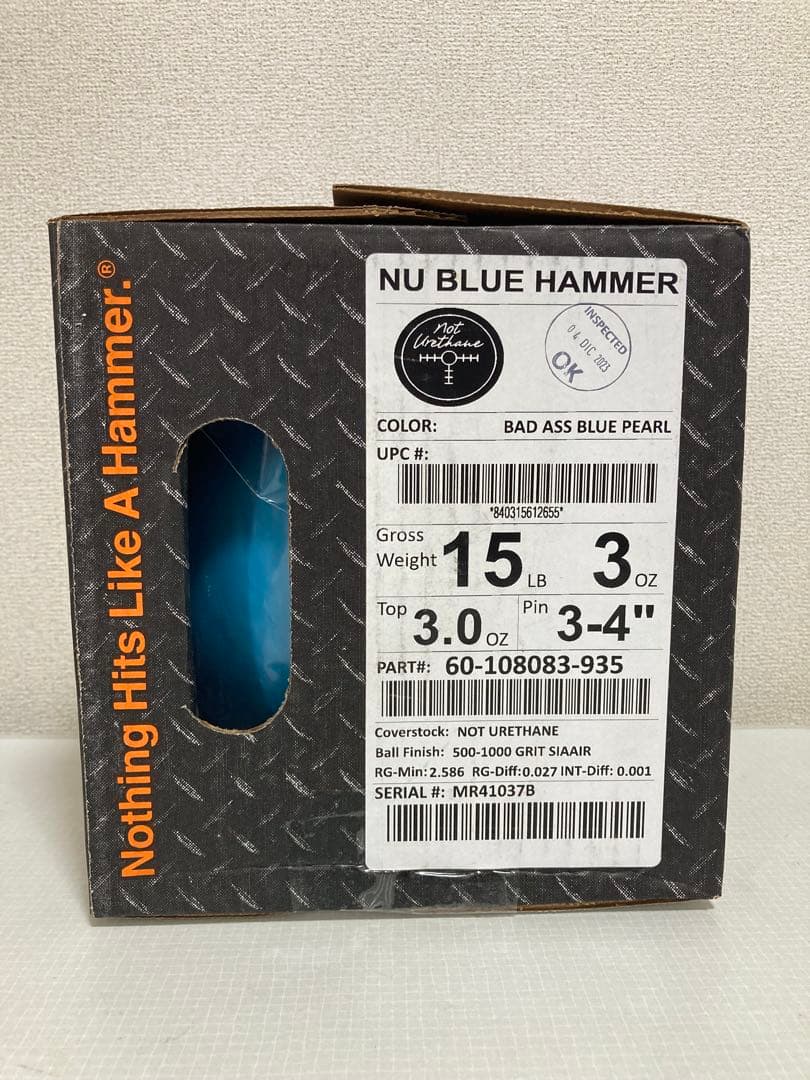 Nothing Hits Like A Hammer.®
NU BLUE HAMMER
Not
Urethane
INSPECTED
04 DIC 2023
OK
COLOR: BAD ASS BLUE PEARL
UPC #:
*840315612655*
Gross
Weight 15 LB 3 OZ
Top 3.0 OZ Pin 3-4"
PART#: 60-108083-935
Coverstock: NOT URETHANE
Ball Finish: 500-1000 GRIT SIAAIR
RG-Min: 2.586 RG-Diff: 0.027 INT-Diff: 0.001
SERIAL #: MR41037B